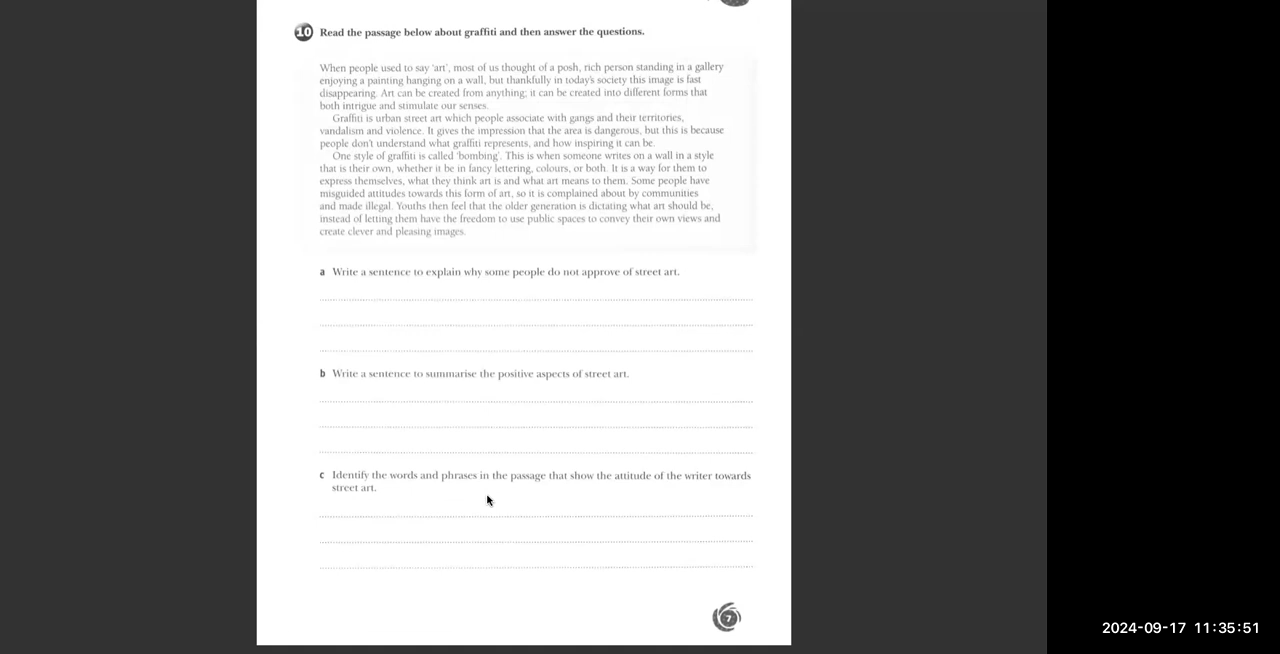 10 Read the passage below about graffiti and then answer the questions.
When people used to say 'art', most of us thought of a posh, rich person standing in a gallery
enjoying a painting hanging on a wall, but thankfully in today's society this image is fast
disappearing. Art can be created from anything; it can be created into different forms that
both intrigue and stimulate our senses.
Graffiti is urban street art which people associate with gangs and their territories,
vandalism and violence. It gives the impression that the area is dangerous, but this is because
people don't understand what graffiti represents, and how inspiring it can be.
One style of graffiti is called 'bombing'. This is when someone writes on a wall in a style
that is their own, whether it be in fancy lettering, colours, or both. It is a way for them to
express themselves, what they think art is and what art means to them. Some people have
misguided attitudes towards this form of art, so it is complained about by communities
and made illegal. Youths then feel that the older generation is dictating what art should be,
instead of letting them have the freedom to use public spaces to convey their own views and
create clever and pleasing images.
a Write a sentence to explain why some people do not approve of street art.
b Write a sentence to summarise the positive aspects of street art.
c Identify the words and phrases in the passage that show the attitude of the writer towards
street art.
7
2024-09-17 11:35:51